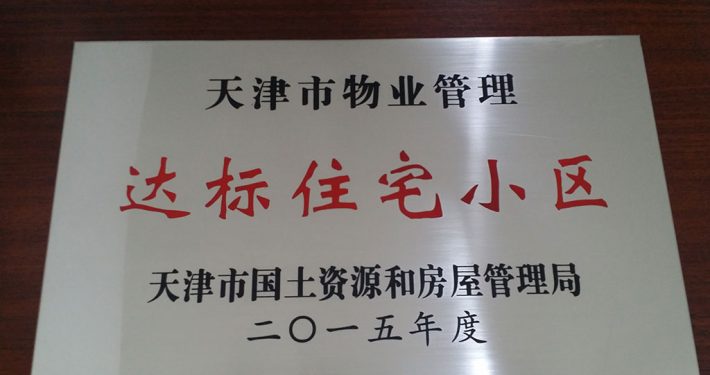 天津市物业管理
达标住宅小区
天津市国土资源和房屋管理局
二〇一五年度